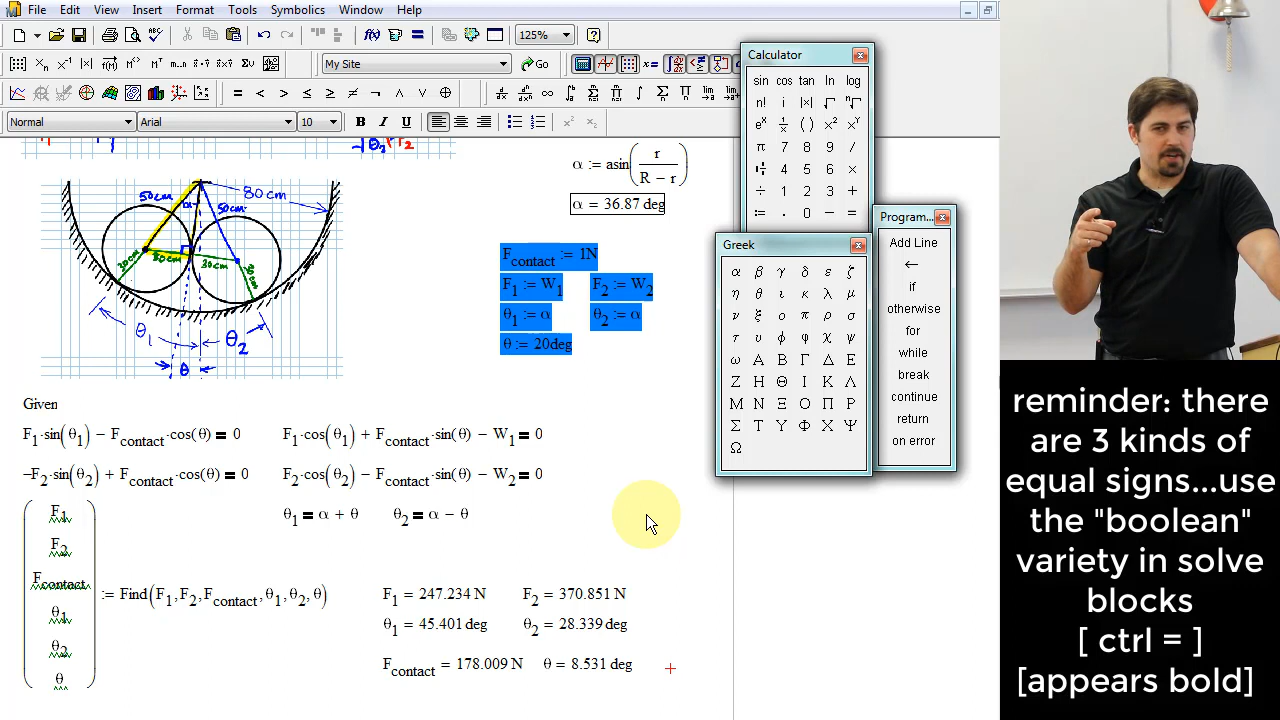 File Edit View Insert Format Tools Symbolics Window Help
125%
My Site Go
Normal Arial 10 B I U
80cm
50cm
α
50cm
30cm
30cm
30cm
θ1
θ2
θ
α := asin(r / (R − r))
α = 36.87 deg
Fcontact := 1N
F1 := W1 F2 := W2
θ1 := α θ2 := α
θ := 20deg
Given
F1·sin(θ1) − Fcontact·cos(θ) = 0 F1·cos(θ1) + Fcontact·sin(θ) − W1 = 0
−F2·sin(θ2) + Fcontact·cos(θ) = 0 F2·cos(θ2) − Fcontact·sin(θ) − W2 = 0
θ1 = α + θ θ2 = α − θ
F1
F2
Fcontact
θ1
θ2
θ
:= Find(F1,F2,Fcontact,θ1,θ2,θ)
F1 = 247.234 N F2 = 370.851 N
θ1 = 45.401 deg θ2 = 28.339 deg
Fcontact = 178.009 N θ = 8.531 deg
Calculator
sin cos tan ln log
n! i |×| √ ⁿ√
eˣ 1/x ( ) ×² ×ʸ
π 7 8 9 /
4 5 6 ×
÷ 1 2 3 +
:= . 0 − =
Greek
α β γ δ ε ζ
η θ ι κ λ μ
ν ξ ο π ρ σ
τ υ φ φ χ ψ
ω Α Β Γ Δ Ε
Ζ Η Θ Ι Κ Λ
Μ Ν Ξ Ο Π Ρ
Σ Τ Υ Φ Χ Ψ
Ω
Program...
Add Line
←
if
otherwise
for
while
break
continue
return
on error
reminder: there
are 3 kinds of
equal signs...use
the "boolean"
variety in solve
blocks
[ ctrl = ]
[appears bold]